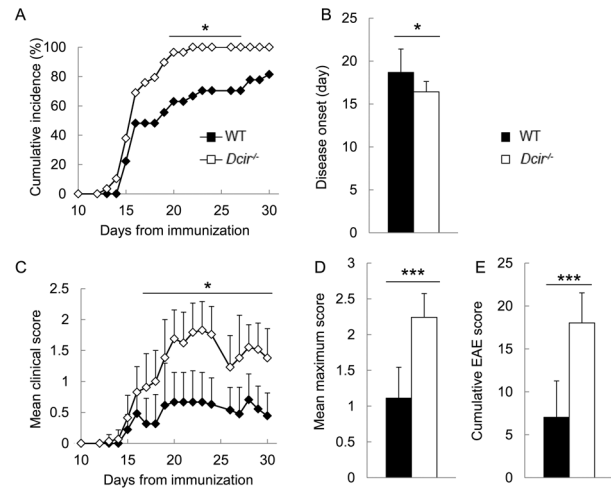 A
*
Cumulative incidence (%)
100
80
60
40
20
0
WT
Dcir-/-
10 15 20 25 30
Days from immunization
B
*
Disease onset (day)
25
20
15
10
5
0
WT
Dcir-/-
C
*
Mean clinical score
2.5
2
1.5
1
0.5
0
10 15 20 25 30
Days from immunization
D
***
Mean maximum score
3
2.5
2
1.5
1
0.5
0
E
***
Cumulative EAE score
25
20
15
10
5
0